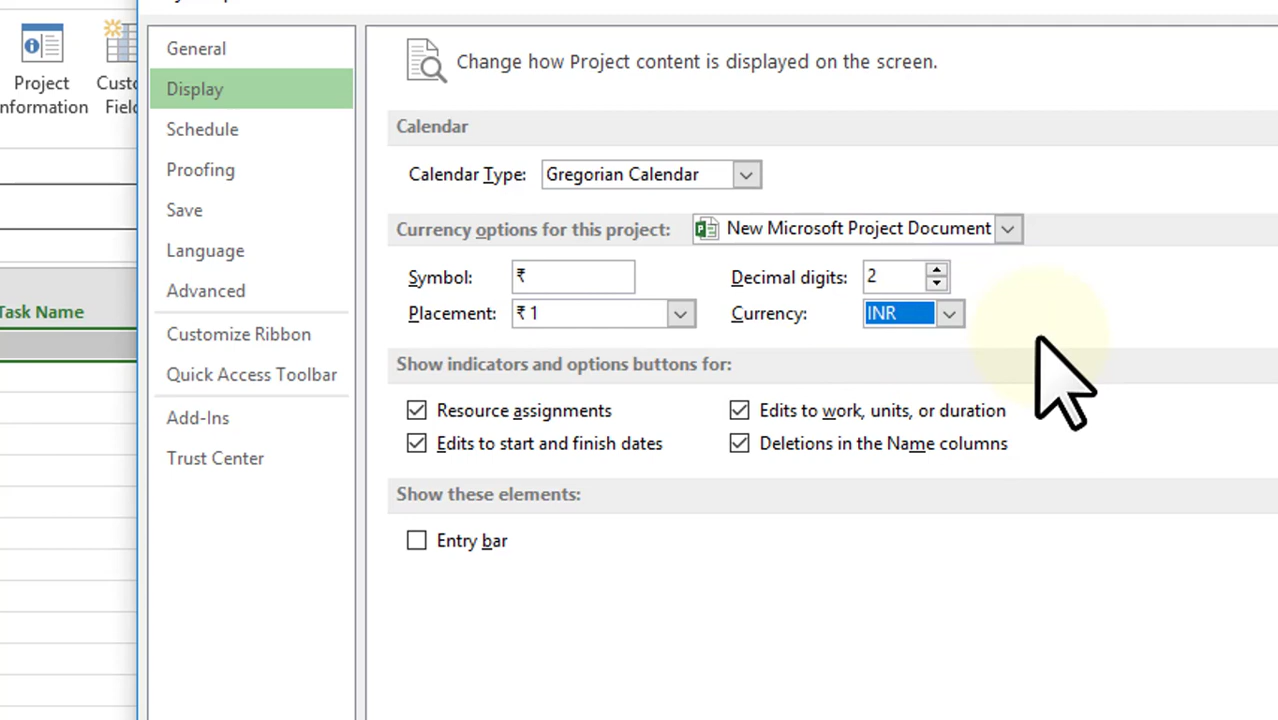 General
Display
Schedule
Proofing
Save
Language
Advanced
Customize Ribbon
Quick Access Toolbar
Add-Ins
Trust Center
Project
Task Name
Change how Project content is displayed on the screen.
Calendar
Calendar Type: Gregorian Calendar
Currency options for this project: New Microsoft Project Document
Symbol: ₹ Decimal digits: 2
Placement: ₹ 1 Currency: INR
Show indicators and options buttons for:
Resource assignments Edits to work, units, or duration
Edits to start and finish dates Deletions in the Name columns
Show these elements:
Entry bar